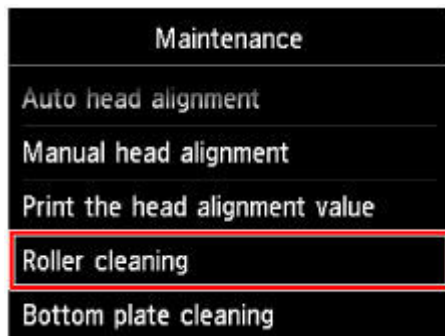 Maintenance
Auto head alignment
Manual head alignment
Print the head alignment value
Roller cleaning
Bottom plate cleaning